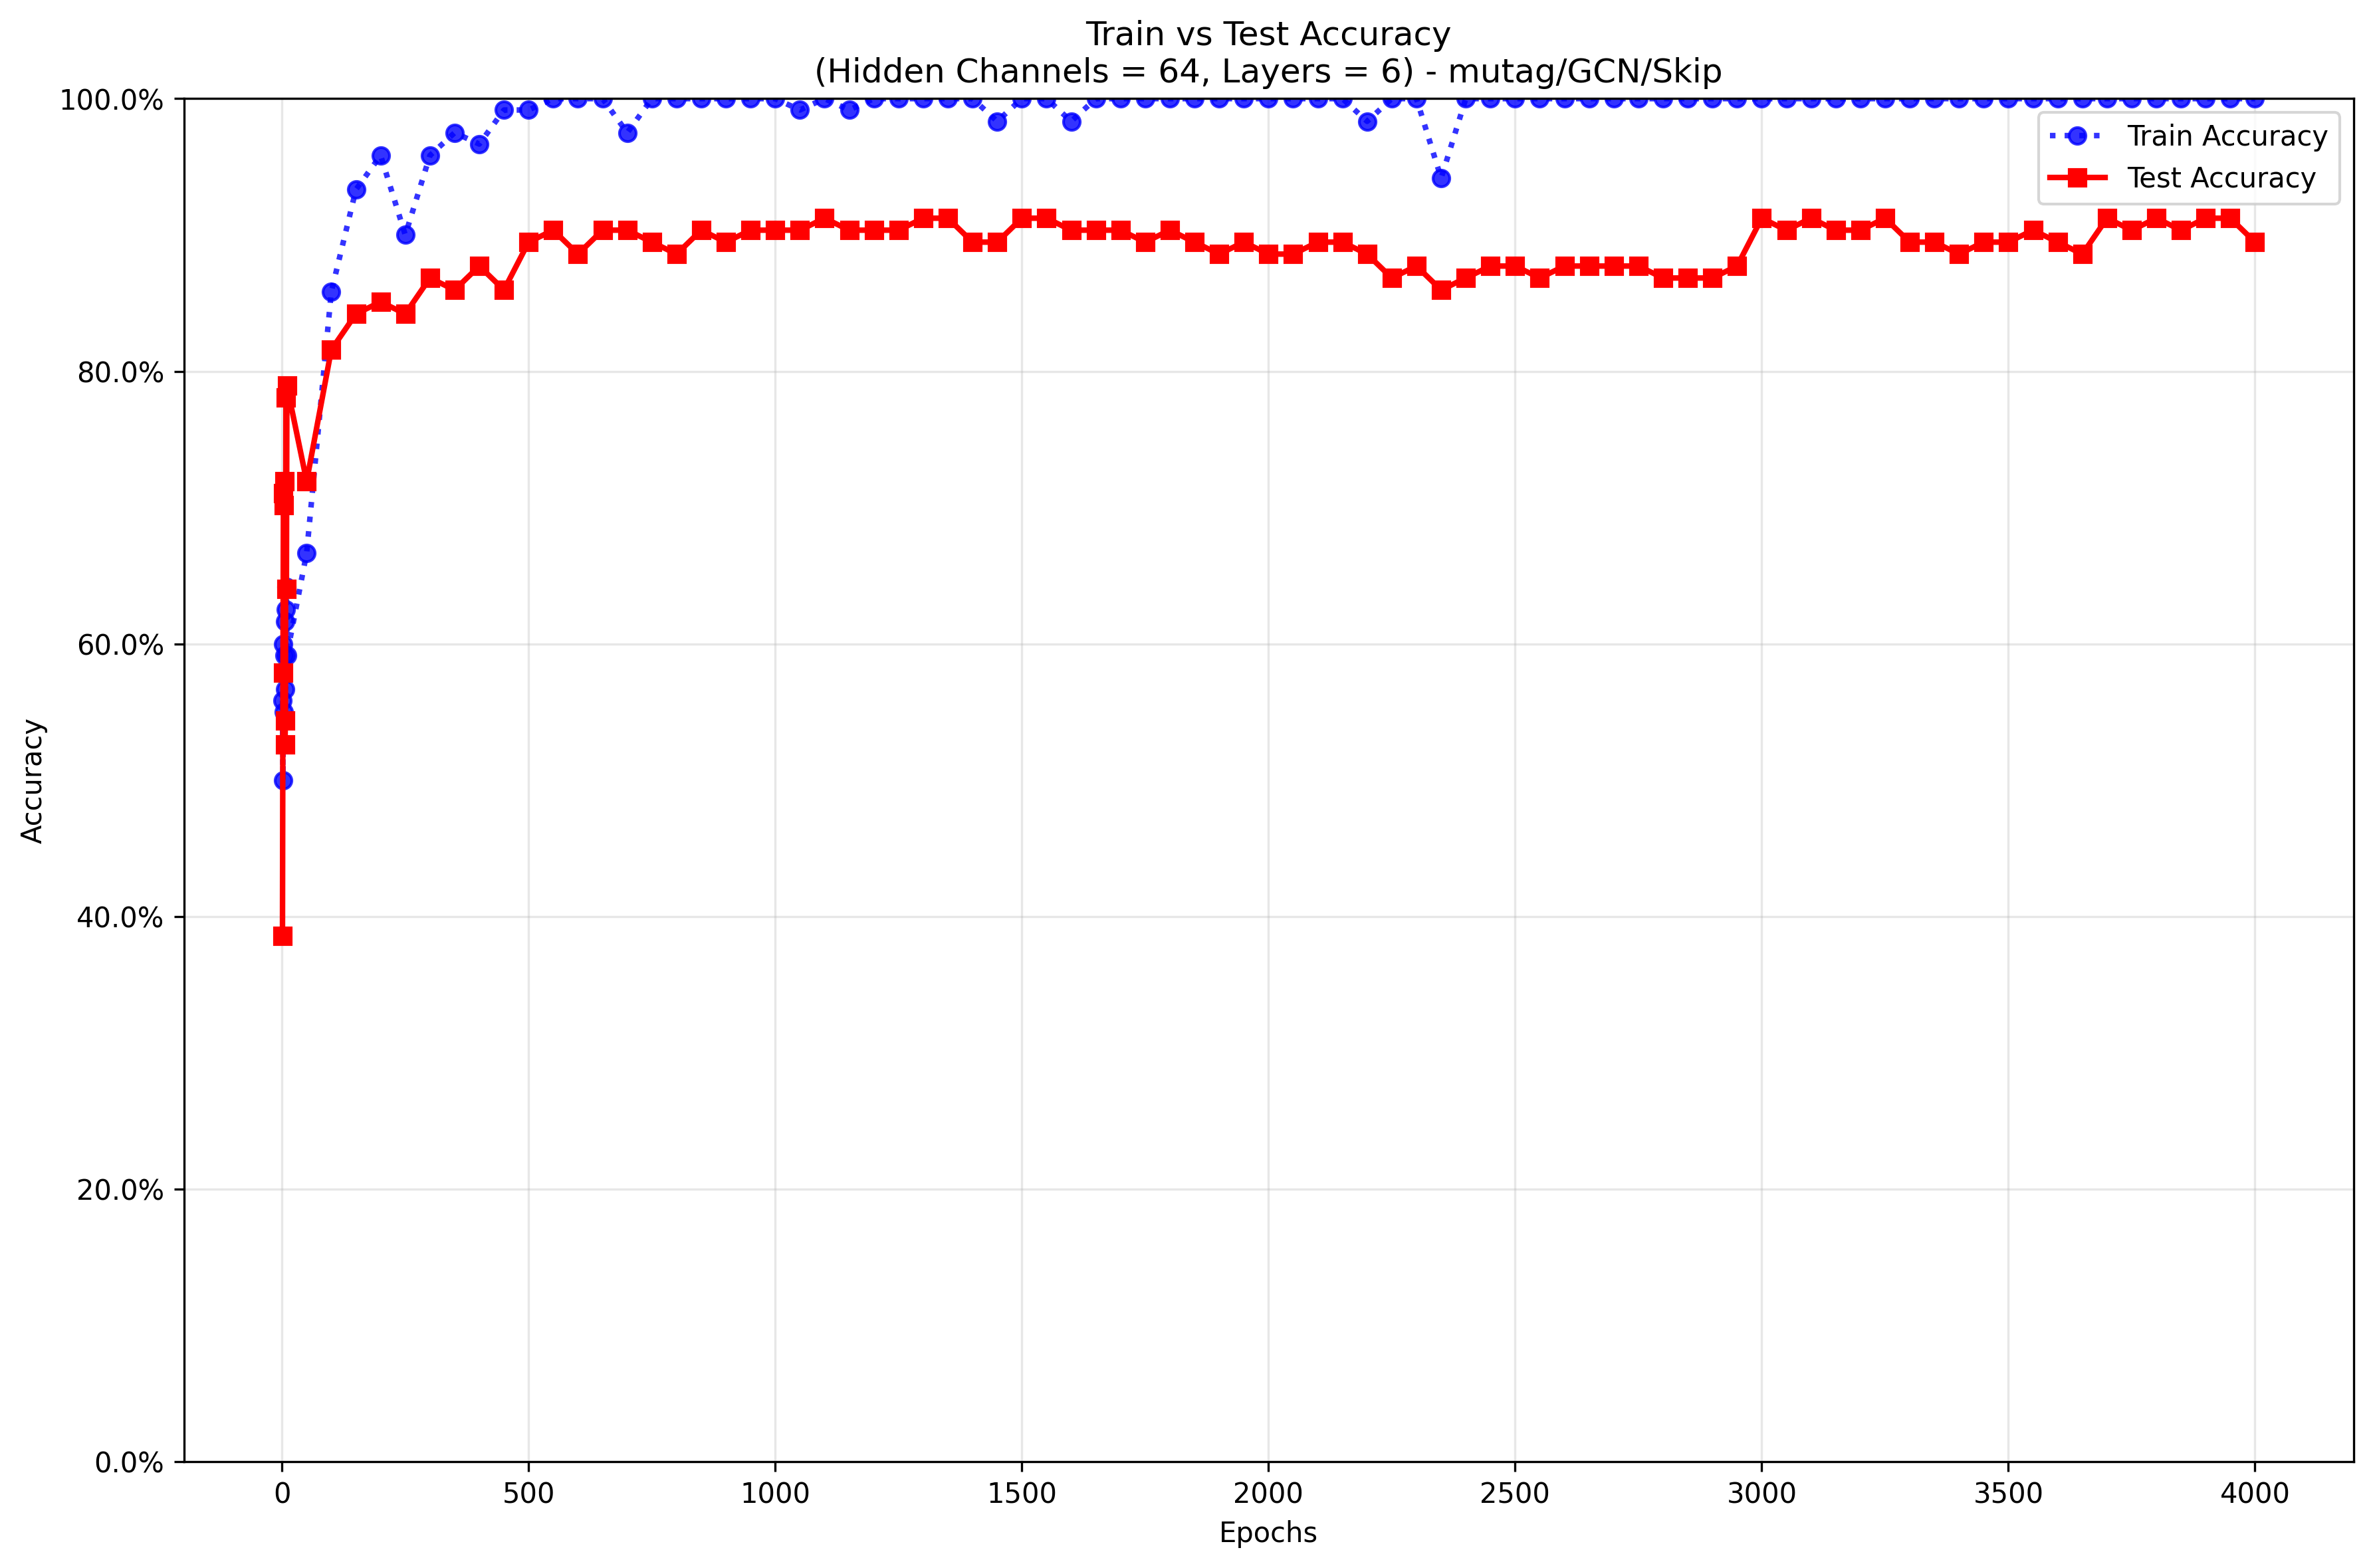 Train vs Test Accuracy
(Hidden Channels = 64, Layers = 6) - mutag/GCN/Skip
100.0%
80.0%
60.0%
40.0%
20.0%
0.0%
Accuracy
Train Accuracy
Test Accuracy
0 500 1000 1500 2000 2500 3000 3500 4000
Epochs